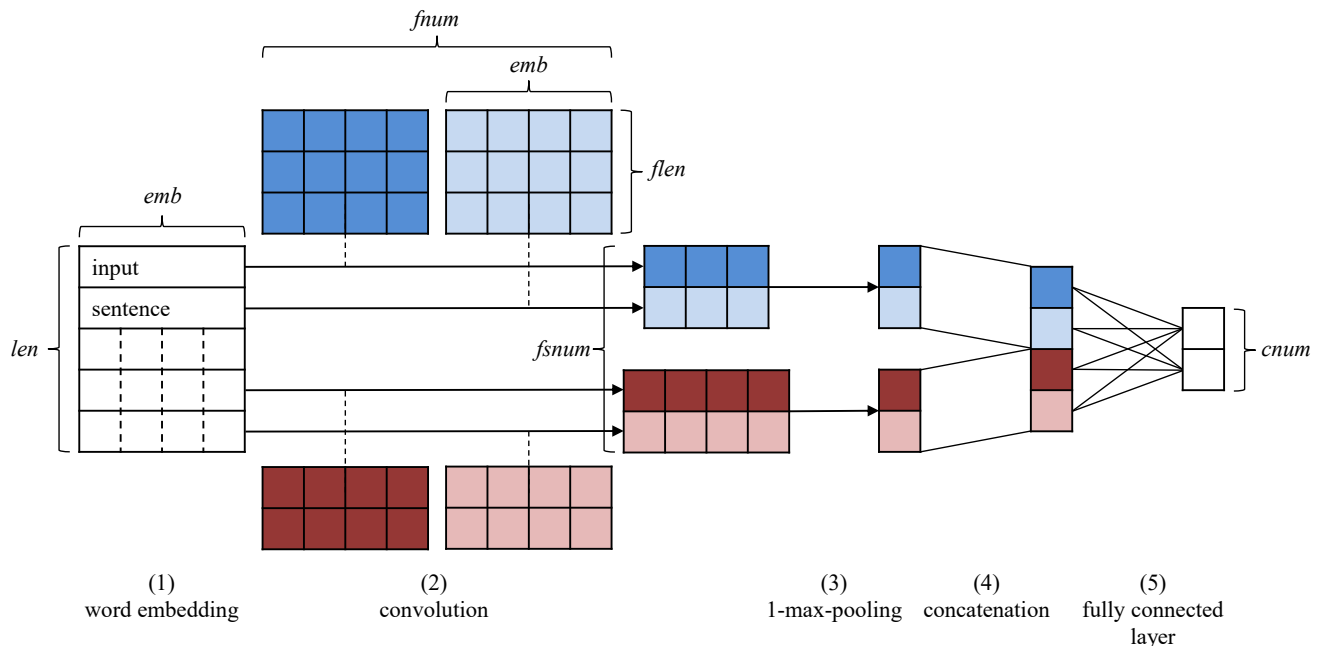 fnum
emb
flen
emb
input
sentence
len
fsnum
cnum
(1)
word embedding
(2)
convolution
(3)
1-max-pooling
(4)
concatenation
(5)
fully connected
layer